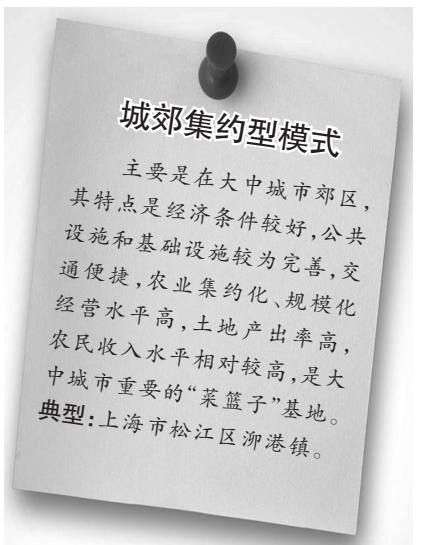 城郊集约型模式
主要是在大中城市郊区，
其特点是经济条件较好，公共
设施和基础设施较为完善，交
通便捷，农业集约化、规模化
经营水平高，土地产出率高，
农民收入水平相对较高，是大
中城市重要的“菜篮子”基地。
典型：上海市松江区泖港镇。